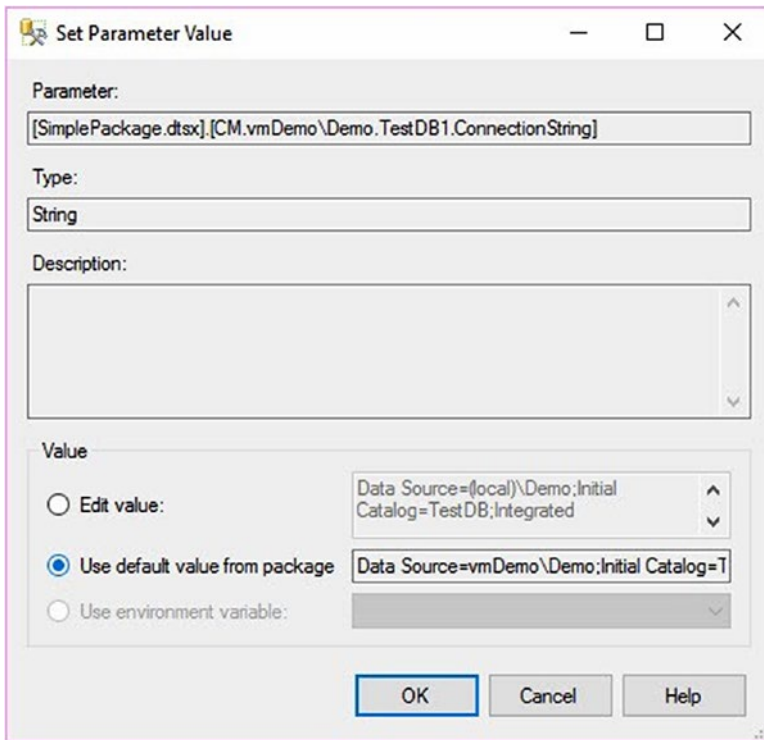 Set Parameter Value
Parameter:
[SimplePackage.dtsx].[CM.vmDemo\Demo.TestDB1.ConnectionString]
Type:
String
Description:
Value
Edit value:
Data Source=(local)\Demo;Initial
Catalog=TestDB;Integrated
Use default value from package
Data Source=vmDemo\Demo;Initial Catalog=T
Use environment variable:
OK Cancel Help